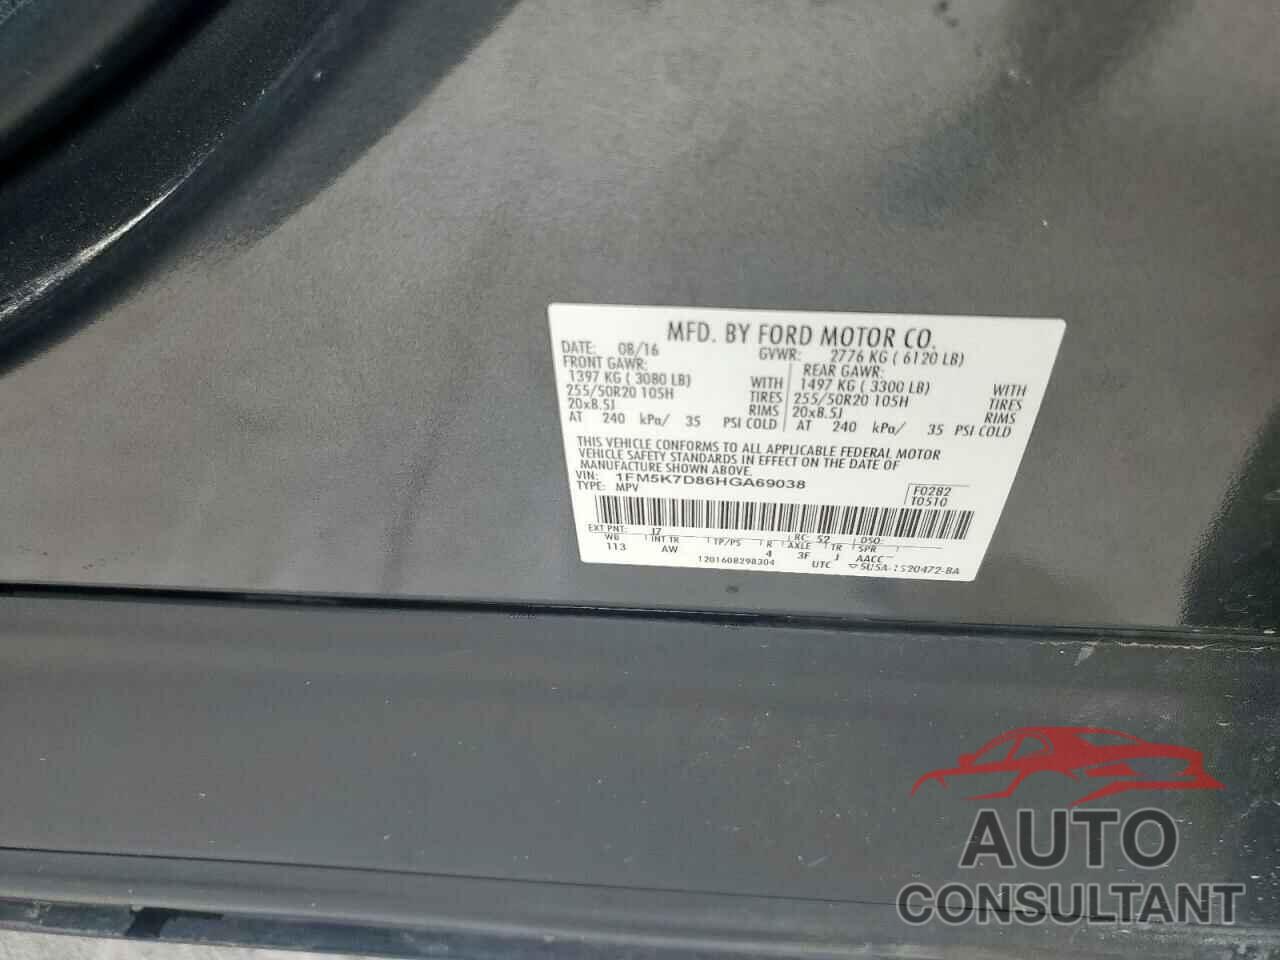 MFD. BY FORD MOTOR CO.
DATE: 08/16 GVWR: 2776 KG ( 6120 LB)
FRONT GAWR: REAR GAWR:
1397 KG ( 3080 LB) WITH 1497 KG ( 3300 LB) WITH
255/50R20 105H TIRES 255/50R20 105H TIRES
20x8.5J RIMS 20x8.5J RIMS
AT 240 kPa/ 35 PSI COLD AT 240 kPa/ 35 PSI COLD
THIS VEHICLE CONFORMS TO ALL APPLICABLE FEDERAL MOTOR
VEHICLE SAFETY STANDARDS IN EFFECT ON THE DATE OF
MANUFACTURE SHOWN ABOVE.
VIN: 1FM5K7D86HGA69038 F0282
TYPE: MPV T0510
EXT PNT: J7 RC: 52 DSO:
WB INT TR TP/PS R AXLE TR SPR
113 AW 4 3F J AACC
1201608298304 UTC 5U5A-1520472-BA
AUTO
CONSULTANT